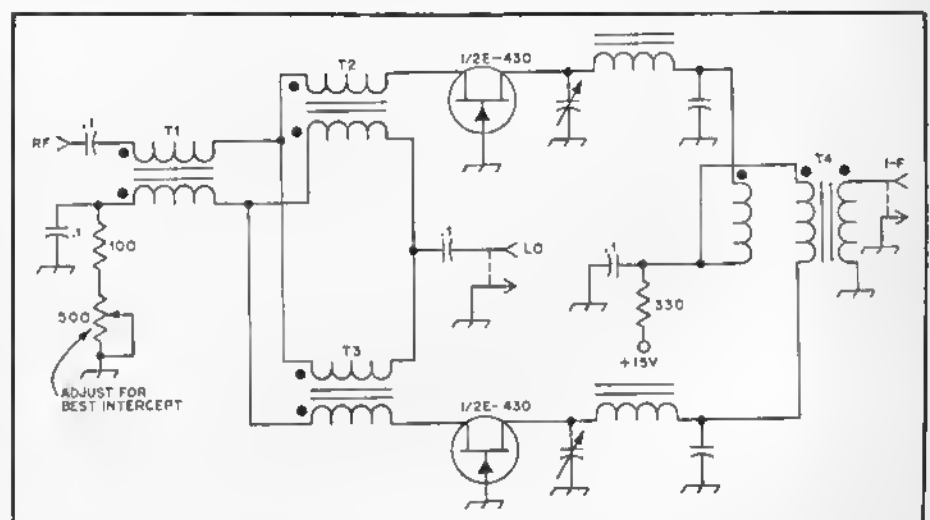 1/2E-430
T2
RF
.1
T1
T4
I-F
.1
100
.1
LO
.1
330
500
+15V
T3
ADJUST FOR
BEST INTERCEPT
1/2E-430